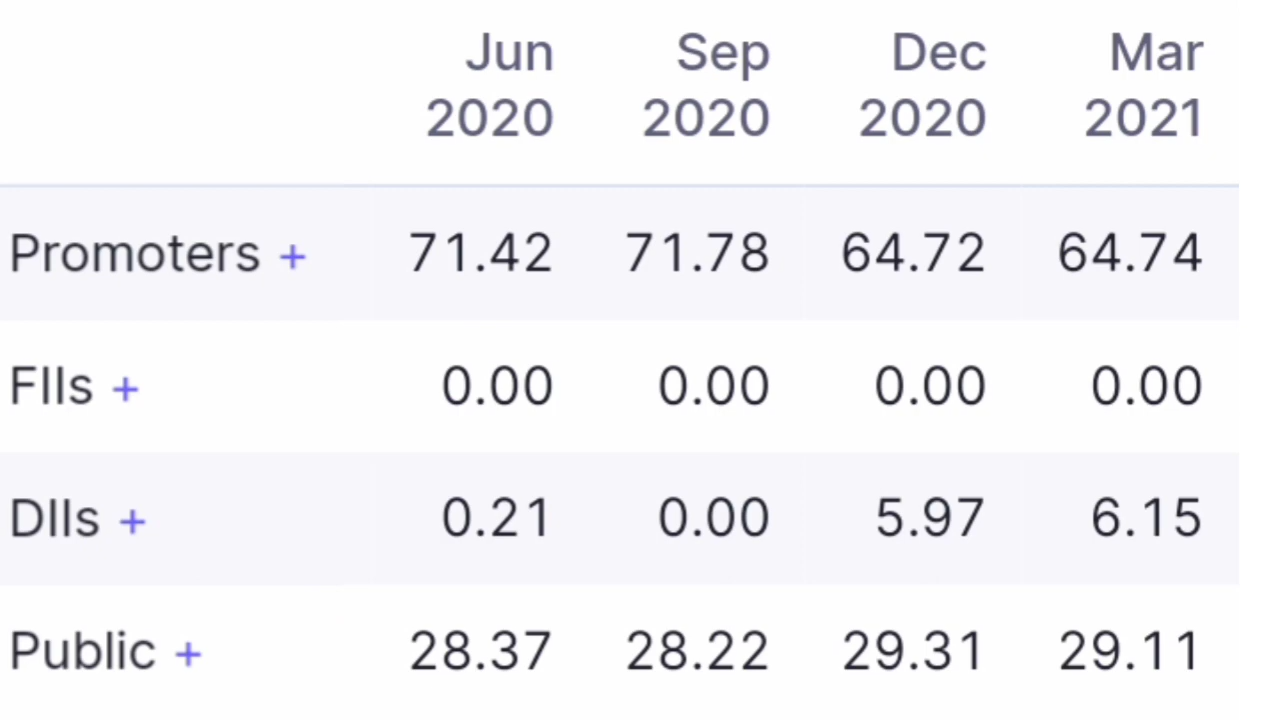 Jun Sep Dec Mar
2020 2020 2020 2021
Promoters + 71.42 71.78 64.72 64.74
FIIs + 0.00 0.00 0.00 0.00
DIIs + 0.21 0.00 5.97 6.15
Public + 28.37 28.22 29.31 29.11